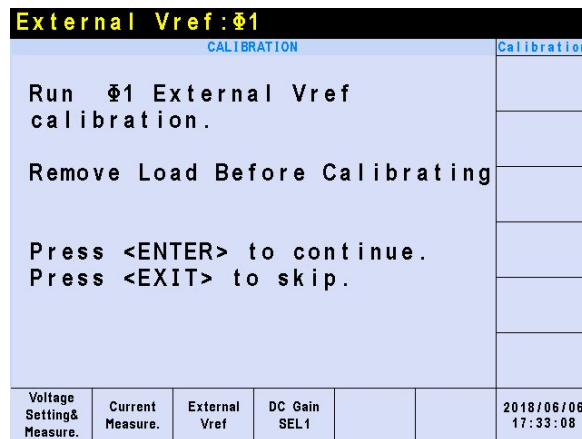 External Vref:Φ1
CALIBRATION
Calibration
Run Φ1 External Vref
calibration.
Remove Load Before Calibrating
Press <ENTER> to continue.
Press <EXIT> to skip.
Voltage
Setting&
Measure.
Current
Measure.
External
Vref
DC Gain
SEL1
2018/06/06
17:33:08